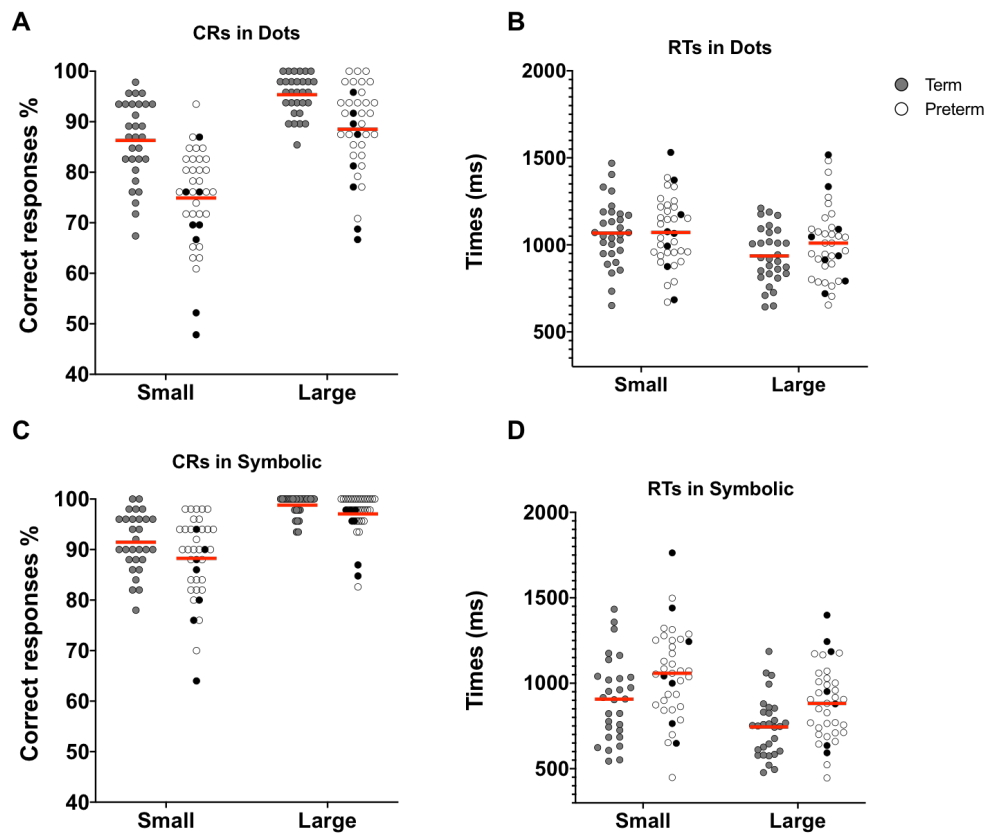 A
CRs in Dots
Correct responses %
100
90
80
70
60
50
40
Small
Large
B
RTs in Dots
Times (ms)
2000
1500
1000
500
Small
Large
Term
Preterm
C
CRs in Symbolic
Correct responses %
100
90
80
70
60
50
40
Small
Large
D
RTs in Symbolic
Times (ms)
2000
1500
1000
500
Small
Large